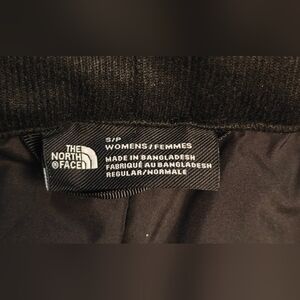 THE
NORTH
FACE
S/P
WOMENS/FEMMES
MADE IN BANGLADESH
FABRIQUÉ AU BANGLADESH
REGULAR/NORMALE